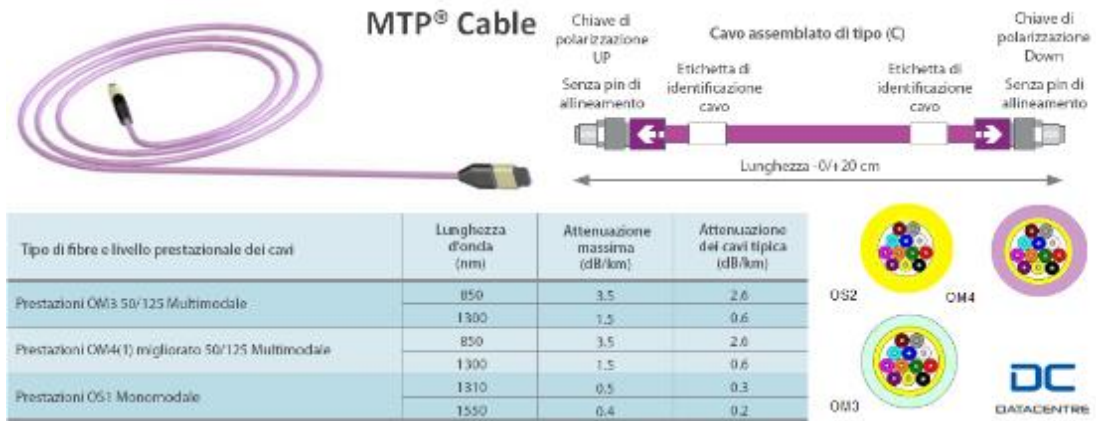 MTP® Cable
Chiave di
polarizzazione
UP
Senza pin di
allineamento
Cavo assemblato di tipo (C)
Etichetta di
identificazione
cavo
Etichetta di
identificazione
cavo
Chiave di
polarizzazione
Down
Senza pin di
allineamento
Lunghezza -0/+20 cm
Tipo di fibre e livello prestazionale dei cavi
Lunghezza
d'onda
(nm)
Attenuazione
massima
(dB/km)
Attenuazione
dei cavi tipica
(dB/km)
Prestazioni OM3 50/125 Multimodale
850 3.5 2.6
1300 1.5 0.6
Prestazioni OM4(1) migliorato 50/125 Multimodale
850 3.5 2.6
1300 1.5 0.6
Prestazioni OS1 Monomodale
1310 0.5 0.3
1550 0.4 0.2
OS2
OM4
OM3
DC
DATACENTRE